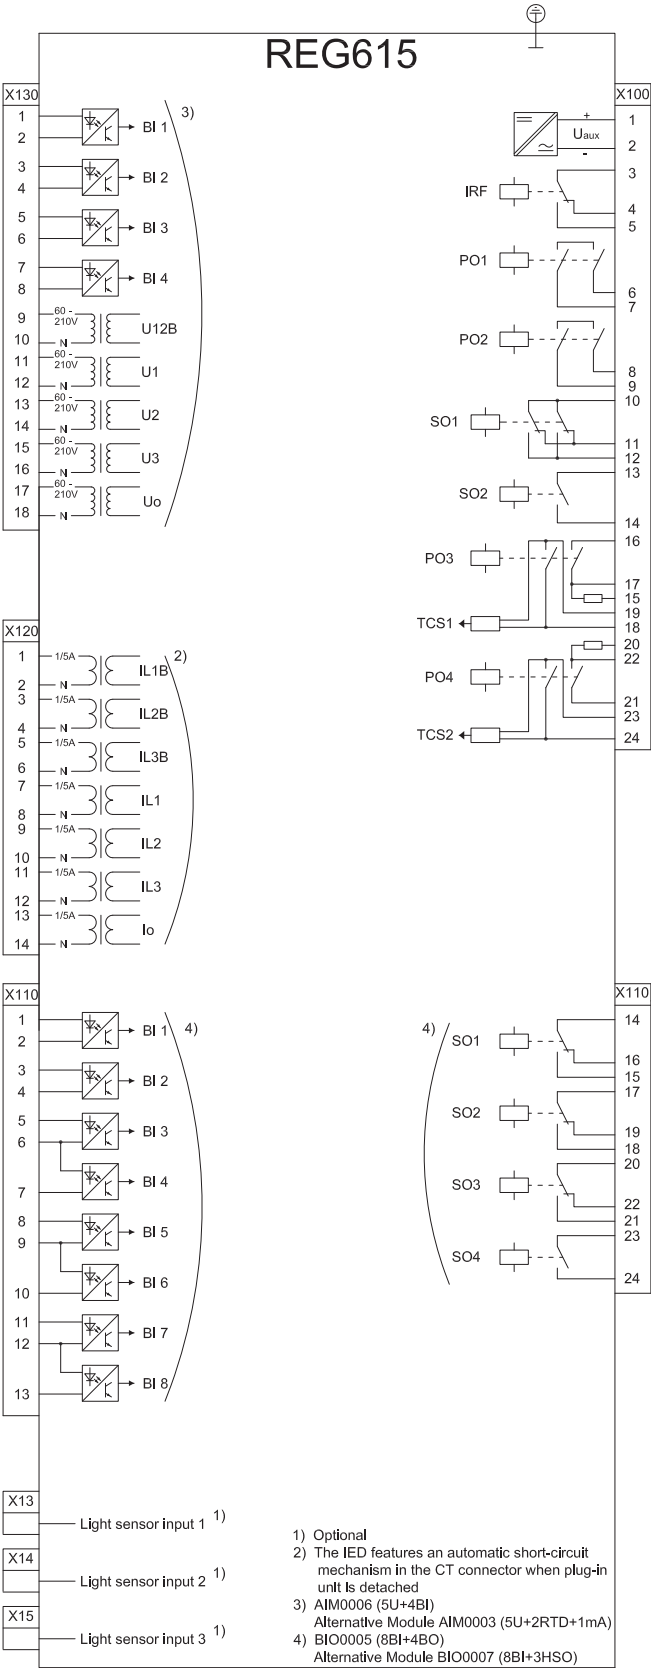 REG615
X130
1
2
BI 1
3)
3
4
BI 2
5
6
BI 3
7
8
BI 4
9
60 -
210V
10
N
U12B
11
60 -
210V
12
N
U1
13
60 -
210V
14
N
U2
15
60 -
210V
16
N
U3
17
60 -
210V
18
N
Uo
X120
1
1/5A
2
N
IL1B
2)
3
1/5A
4
N
IL2B
5
1/5A
6
N
IL3B
7
1/5A
8
N
IL1
9
1/5A
10
N
IL2
11
1/5A
12
N
IL3
13
1/5A
14
N
Io
X110
1
2
BI 1
4)
3
4
BI 2
5
6
BI 3
7
BI 4
8
9
BI 5
10
BI 6
11
12
BI 7
13
BI 8
X13
Light sensor input 1 1)
X14
Light sensor input 2 1)
X15
Light sensor input 3 1)
X100
+
Uaux
-
1
2
IRF
3
4
5
PO1
6
7
PO2
8
9
SO1
10
11
12
SO2
13
14
PO3
16
17
15
19
TCS1
18
20
PO4
22
21
23
TCS2
24
X110
4)
SO1
14
16
15
SO2
17
19
18
SO3
20
22
21
SO4
23
24
1) Optional
2) The IED features an automatic short-circuit
mechanism in the CT connector when plug-in
unit is detached
3) AIM0006 (5U+4BI)
Alternative Module AIM0003 (5U+2RTD+1mA)
4) BIO0005 (8BI+4BO)
Alternative Module BIO0007 (8BI+3HSO)